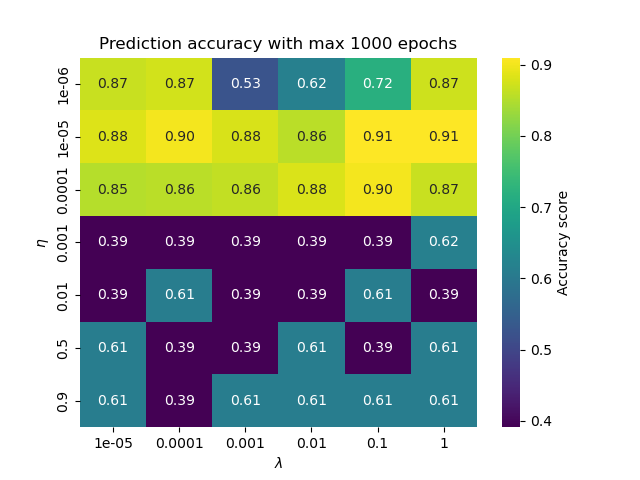 Prediction accuracy with max 1000 epochs
1e-06 0.87 0.87 0.53 0.62 0.72 0.87
1e-05 0.88 0.90 0.88 0.86 0.91 0.91
0.0001 0.85 0.86 0.86 0.88 0.90 0.87
0.001 0.39 0.39 0.39 0.39 0.39 0.62
0.01 0.39 0.61 0.39 0.39 0.61 0.39
0.5 0.61 0.39 0.39 0.61 0.39 0.61
0.9 0.61 0.39 0.61 0.61 0.61 0.61
1e-05 0.0001 0.001 0.01 0.1 1
λ
η
0.9
0.8
0.7
0.6
0.5
0.4
Accuracy score